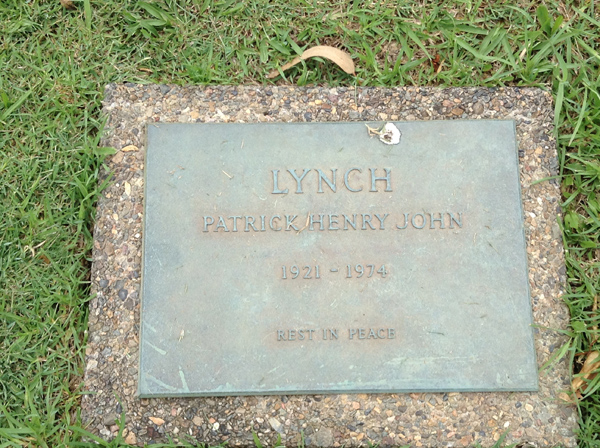 LYNCH
PATRICK HENRY JOHN
1921 - 1974
REST IN PEACE